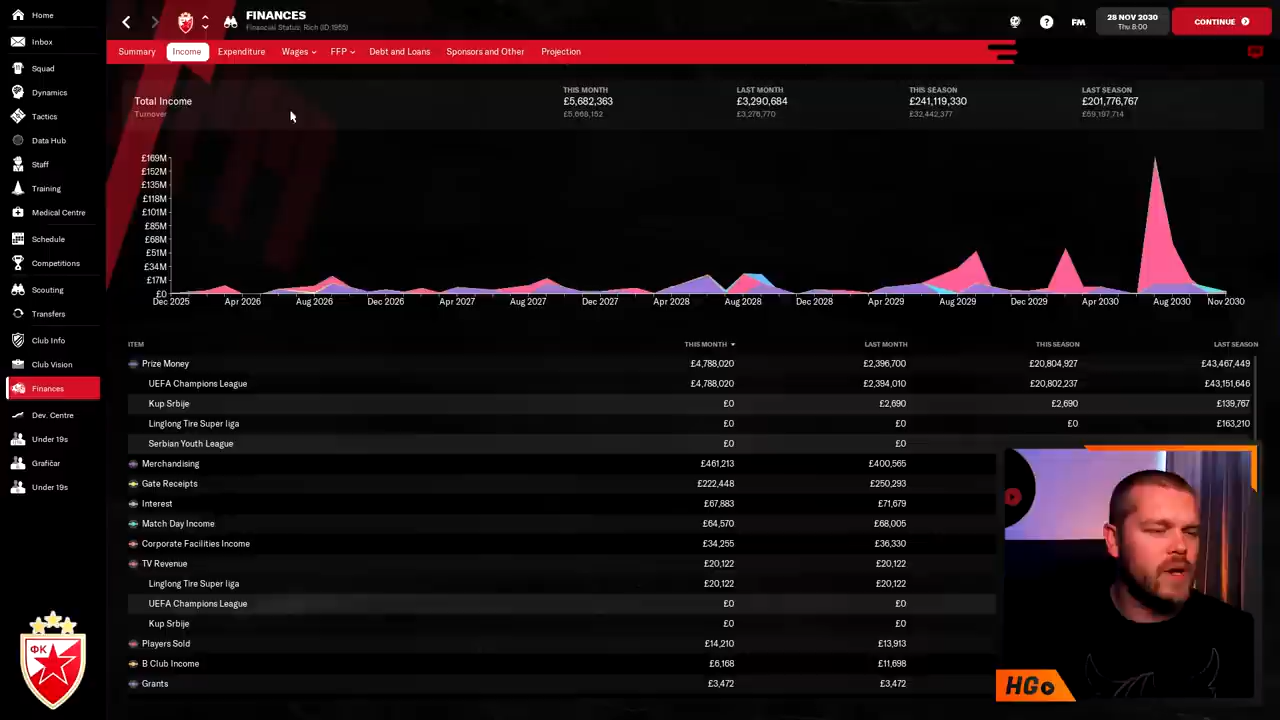 Home
Inbox
Squad
Dynamics
Tactics
Data Hub
Staff
Training
Medical Centre
Schedule
Competitions
Scouting
Transfers
Club Info
Club Vision
Finances
Dev. Centre
Under 19s
Grafičar
Under 19s
ФК
FINANCES
Financial Status: Rich (ID:1955)
?
FM
28 NOV 2030
Thu 8:00
CONTINUE
Summary Income Expenditure Wages FFP Debt and Loans Sponsors and Other Projection
THIS MONTH LAST MONTH THIS SEASON LAST SEASON
Total Income £5,682,363 £3,290,684 £241,119,330 £201,776,767
Turnover £5,668,152 £3,276,770 £32,442,377 £59,197,714
£169M
£152M
£135M
£118M
£101M
£85M
£68M
£51M
£34M
£17M
£0
Dec 2025 Apr 2026 Aug 2026 Dec 2026 Apr 2027 Aug 2027 Dec 2027 Apr 2028 Aug 2028 Dec 2028 Apr 2029 Aug 2029 Dec 2029 Apr 2030 Aug 2030 Nov 2030
ITEM THIS MONTH LAST MONTH THIS SEASON LAST SEASON
Prize Money £4,788,020 £2,396,700 £20,804,927 £43,467,449
UEFA Champions League £4,788,020 £2,394,010 £20,802,237 £43,151,646
Kup Srbije £0 £2,690 £2,690 £139,767
Linglong Tire Super liga £0 £0 £0 £163,210
Serbian Youth League £0 £0
Merchandising £461,213 £400,565
Gate Receipts £222,448 £250,293
Interest £67,883 £71,679
Match Day Income £64,570 £68,005
Corporate Facilities Income £34,255 £36,330
TV Revenue £20,122 £20,122
Linglong Tire Super liga £20,122 £20,122
UEFA Champions League £0 £0
Kup Srbije £0 £0
Players Sold £14,210 £13,913
B Club Income £6,168 £11,698
Grants £3,472 £3,472
HG